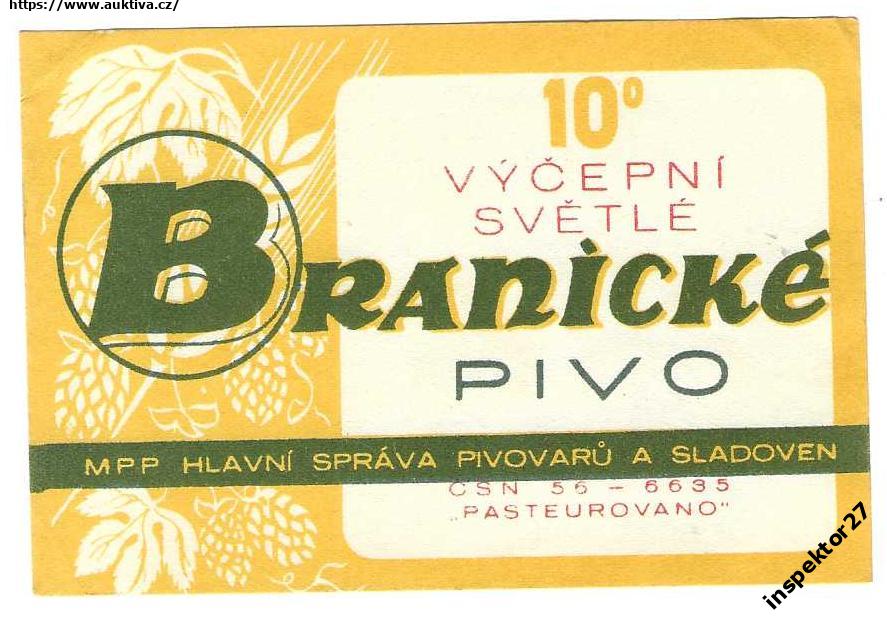 https://www.auktiva.cz/
10°
VÝČEPNÍ
SVĚTLÉ
BRANICKÉ
PIVO
MPP HLAVNÍ SPRÁVA PIVOVARŮ A SLADOVEN
ČSN 56 – 6635
„PASTEUROVANO"
inspektor27